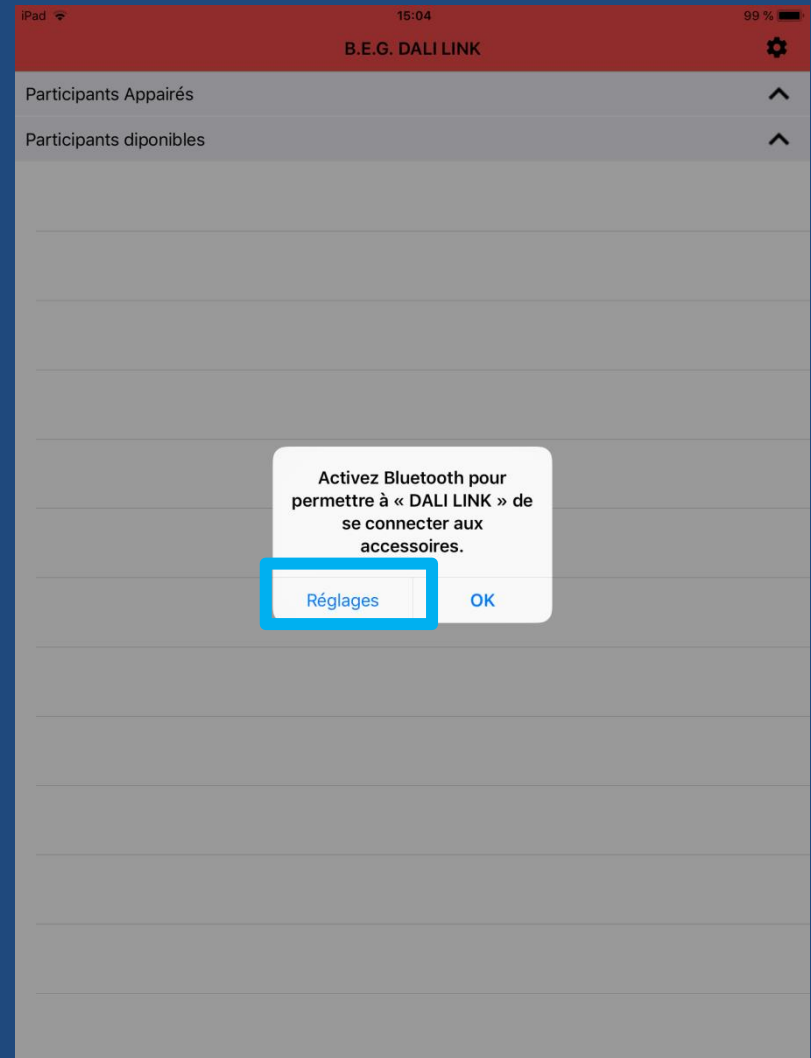 iPad 15:04 99 %
B.E.G. DALI LINK
Participants Appairés
Participants diponibles
Activez Bluetooth pour
permettre à « DALI LINK » de
se connecter aux
accessoires.
Réglages OK